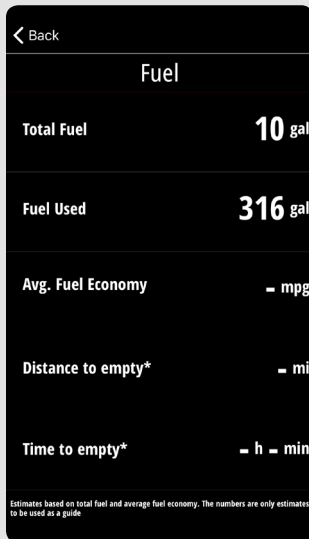 Back
Fuel
Total Fuel 10 gal
Fuel Used 316 gal
Avg. Fuel Economy - mpg
Distance to empty* - mi
Time to empty* - h - min
Estimates based on total fuel and average fuel economy. The numbers are only estimates
to be used as a guide